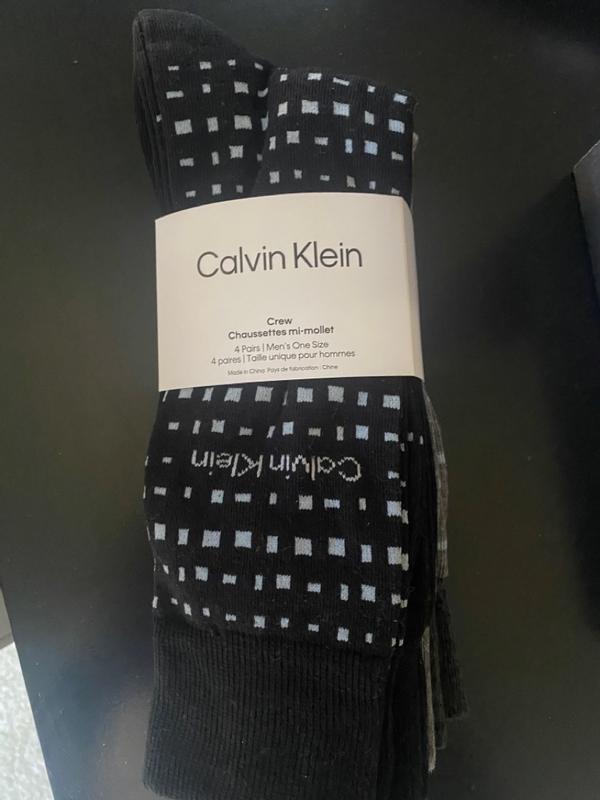 Calvin Klein
Crew
Chaussettes mi-mollet
4 Pairs | Men's One Size
4 paires | Taille unique pour hommes
Made in China Pays de fabrication : Chine
Calvin Klein